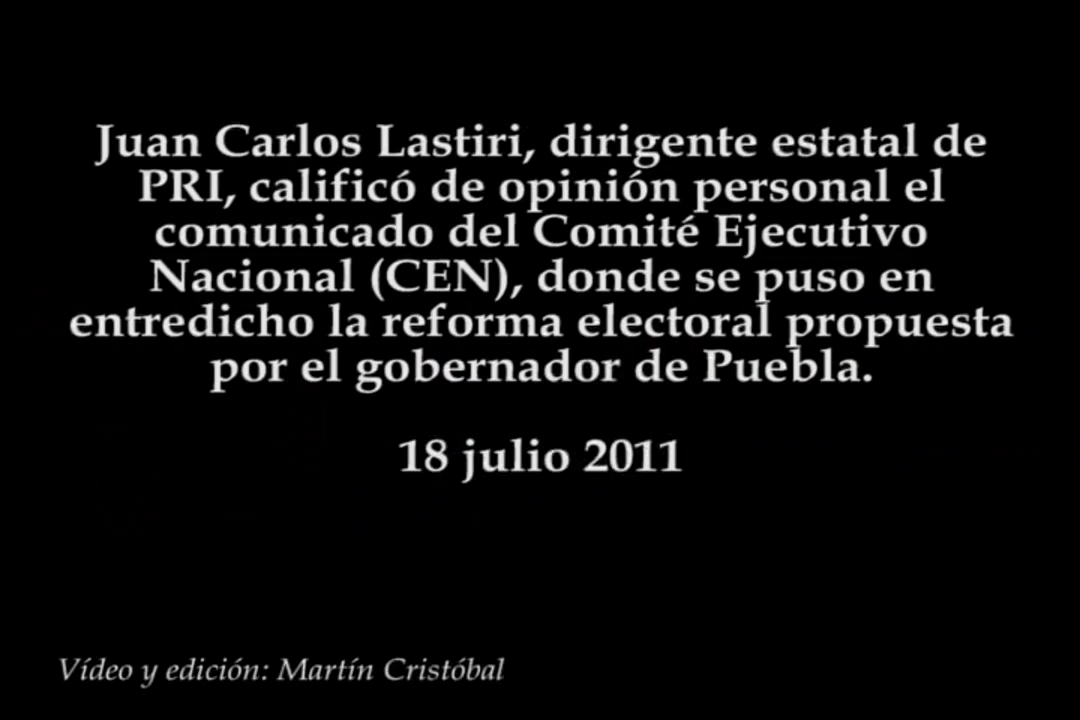 Juan Carlos Lastiri, dirigente estatal de
PRI, calificó de opinión personal el
comunicado del Comité Ejecutivo
Nacional (CEN), donde se puso en
entredicho la reforma electoral propuesta
por el gobernador de Puebla.
18 julio 2011
Vídeo y edición: Martín Cristóbal